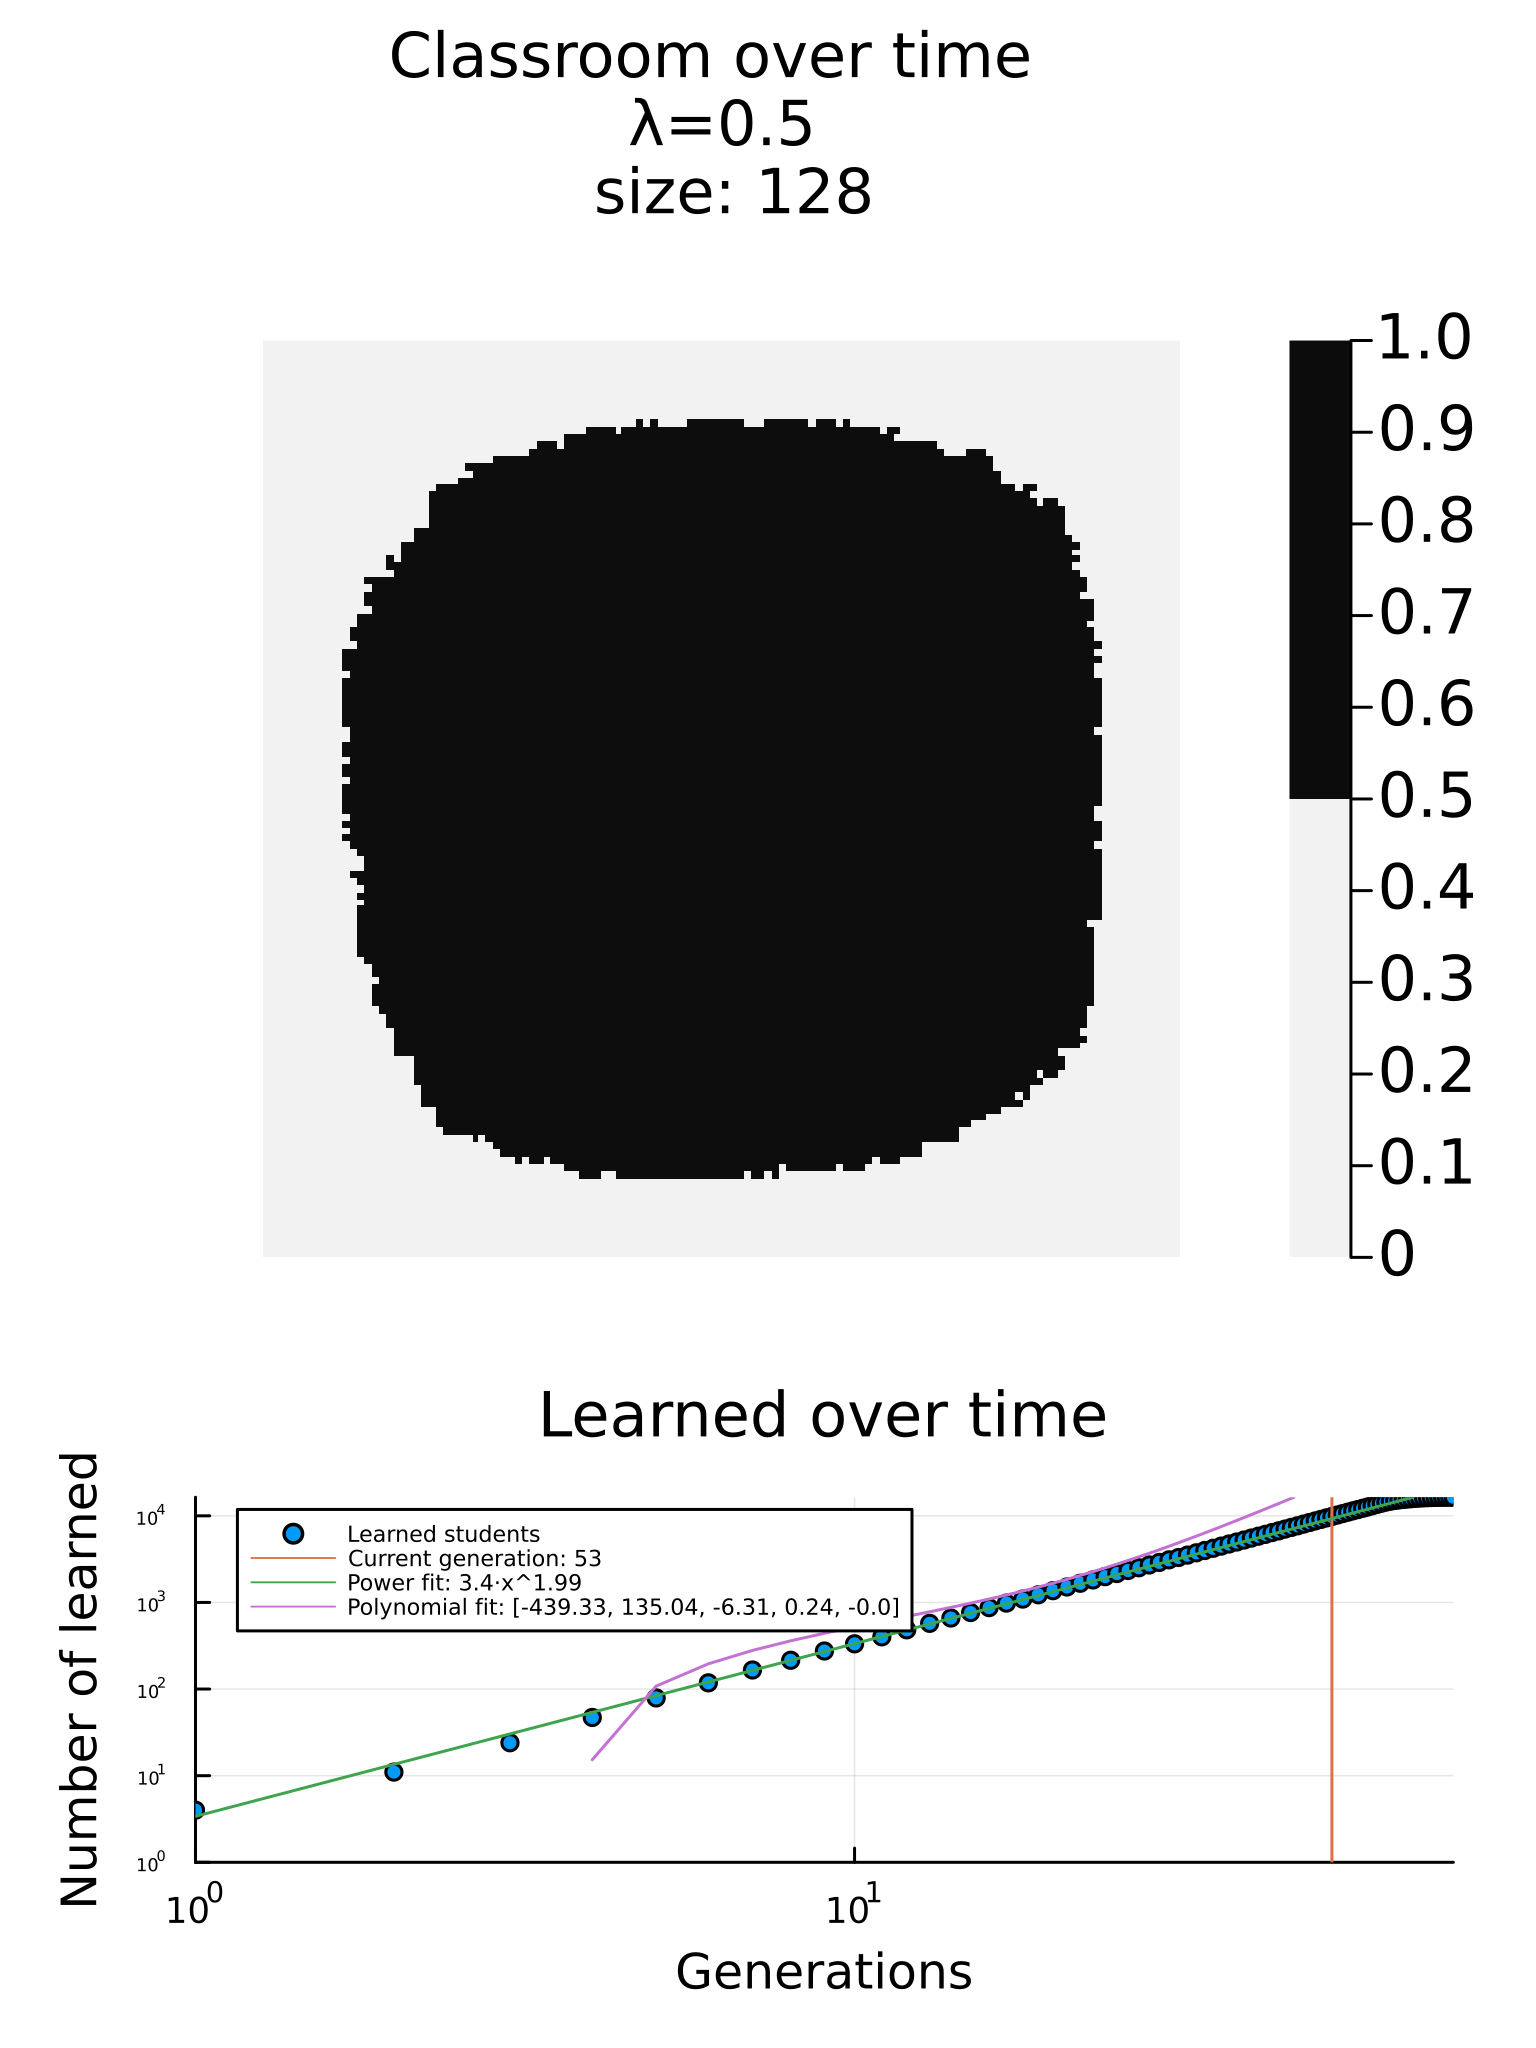 Classroom over time
λ=0.5
size: 128
1.0
0.9
0.8
0.7
0.6
0.5
0.4
0.3
0.2
0.1
0
Learned over time
Number of learned
10^4
10^3
10^2
10^1
10^0
Learned students
Current generation: 53
Power fit: 3.4·x^1.99
Polynomial fit: [-439.33, 135.04, -6.31, 0.24, -0.0]
10^0 10^1
Generations